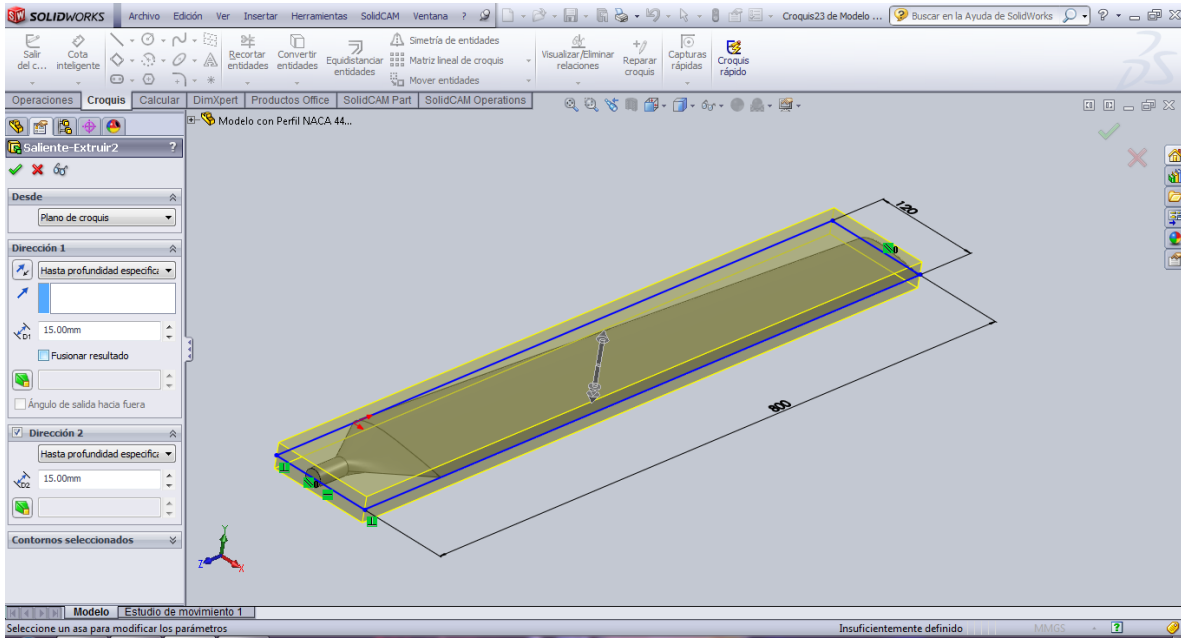 SOLIDWORKS Archivo Edición Ver Insertar Herramientas SolidCAM Ventana ? Croquis23 de Modelo ... Buscar en la Ayuda de SolidWorks ?
Salir del c...
Cota inteligente
Recortar entidades
Convertir entidades
Equidistanciar entidades
Simetría de entidades
Matriz lineal de croquis
Mover entidades
Visualizar/Eliminar relaciones
Reparar croquis
Capturas rápidas
Croquis rápido
Operaciones Croquis Calcular DimXpert Productos Office SolidCAM Part SolidCAM Operations
Modelo con Perfil NACA 44...
Saliente-Extruir2 ?
Desde
Plano de croquis
Dirección 1
Hasta profundidad especific
D1 15.00mm
Fusionar resultado
Ángulo de salida hacia fuera
Dirección 2
Hasta profundidad especific
D2 15.00mm
Contornos seleccionados
120
0
800
Y
Z
X
Modelo Estudio de movimiento 1
Seleccione un asa para modificar los parámetros Insuficientemente definido MMGS